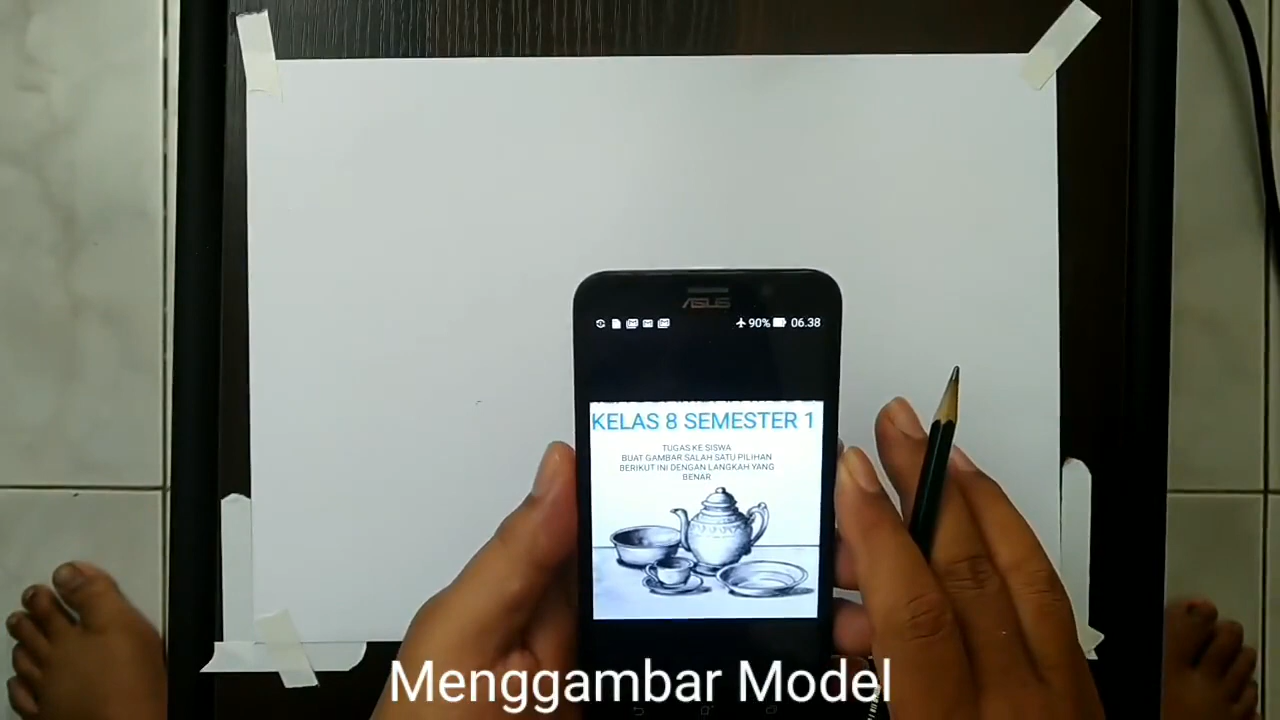 ASUS
90% 06.38
KELAS 8 SEMESTER 1
TUGAS KE SISWA
BUAT GAMBAR SALAH SATU PILIHAN
BERIKUT INI DENGAN LANGKAH YANG
BENAR
Menggambar Model